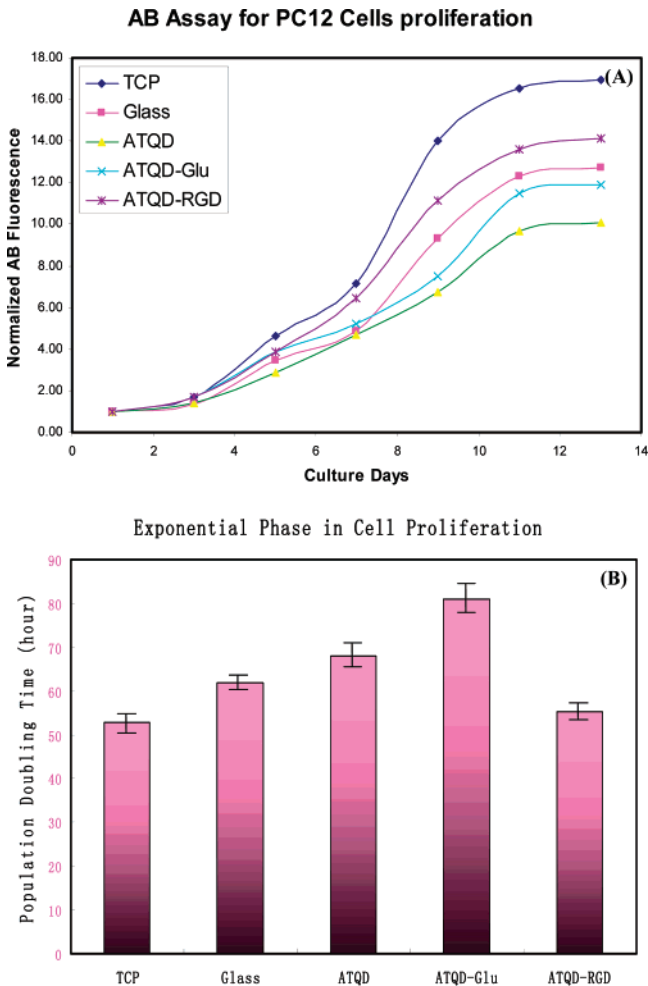 AB Assay for PC12 Cells proliferation
(A)
TCP
Glass
ATQD
ATQD-Glu
ATQD-RGD
Normalized AB Fluorescence
18.00
16.00
14.00
12.00
10.00
8.00
6.00
4.00
2.00
0.00
0 2 4 6 8 10 12 14
Culture Days
Exponential Phase in Cell Proliferation
(B)
Population Doubling Time (hour)
90
80
70
60
50
40
30
20
10
0
TCP Glass ATQD ATQD-Glu ATQD-RGD